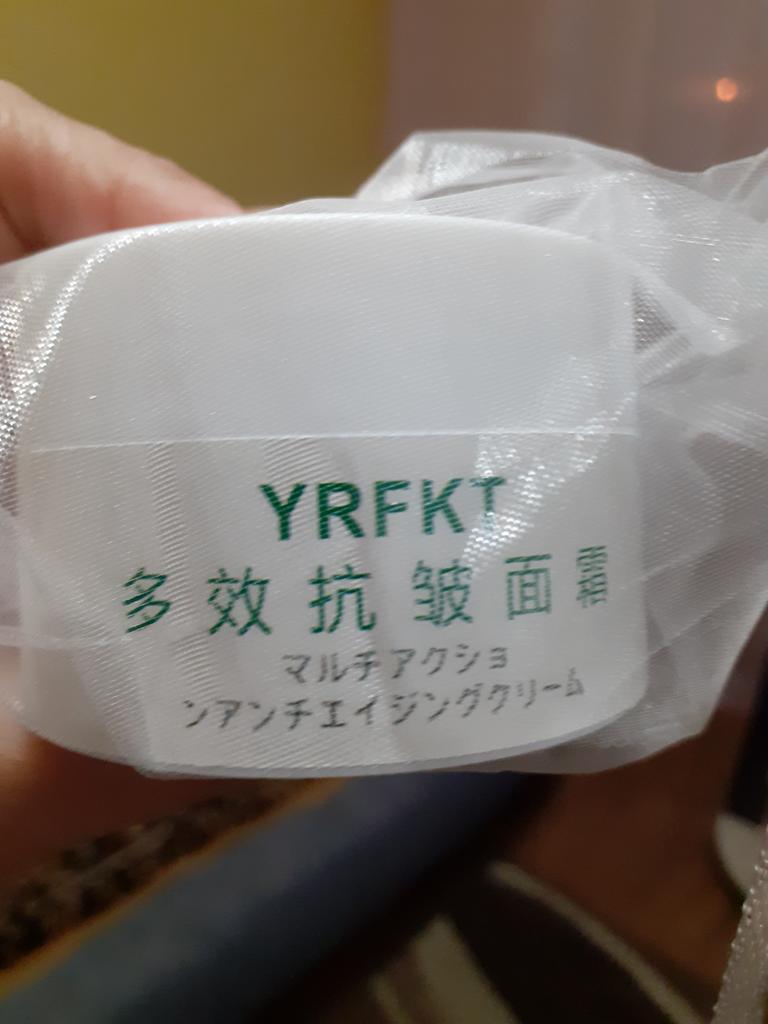 YRFKT
多效抗皱面霜
マルチアクショ
ンアンチエイジングクリーム